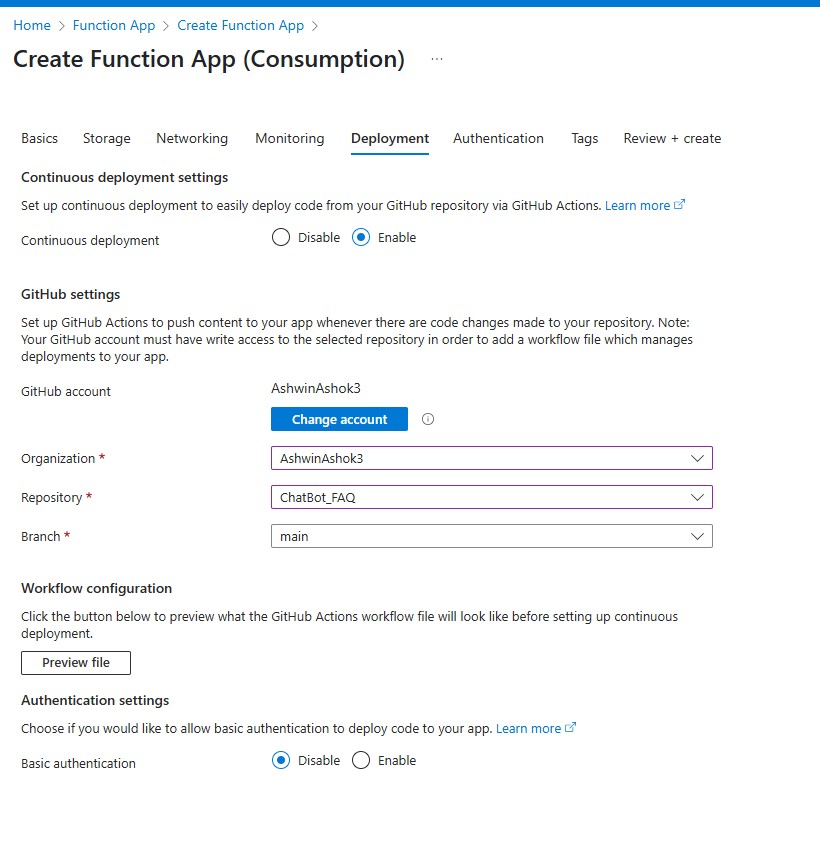 Home > Function App > Create Function App >
Create Function App (Consumption) ...
Basics Storage Networking Monitoring Deployment Authentication Tags Review + create
Continuous deployment settings
Set up continuous deployment to easily deploy code from your GitHub repository via GitHub Actions. Learn more
Continuous deployment Disable Enable
GitHub settings
Set up GitHub Actions to push content to your app whenever there are code changes made to your repository. Note:
Your GitHub account must have write access to the selected repository in order to add a workflow file which manages
deployments to your app.
GitHub account AshwinAshok3
Change account
Organization * AshwinAshok3
Repository * ChatBot_FAQ
Branch * main
Workflow configuration
Click the button below to preview what the GitHub Actions workflow file will look like before setting up continuous
deployment.
Preview file
Authentication settings
Choose if you would like to allow basic authentication to deploy code to your app. Learn more
Basic authentication Disable Enable